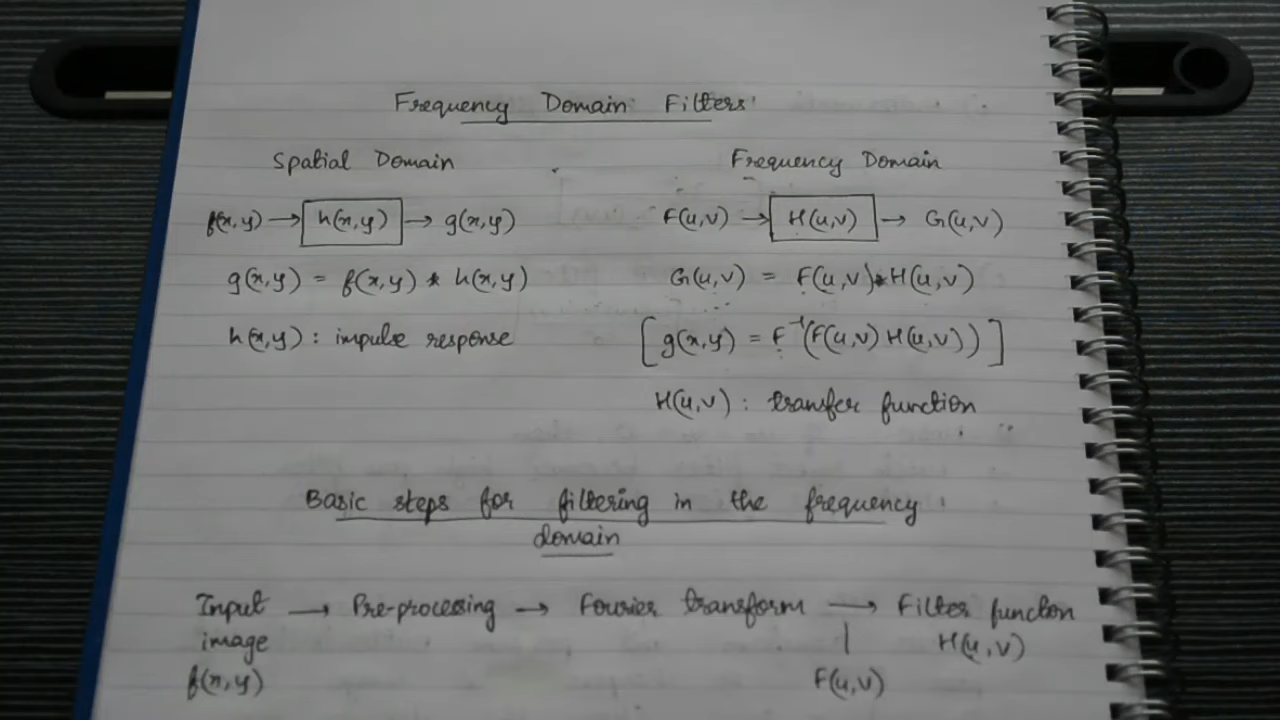 Frequency Domain Filters
Spatial Domain
f(x,y) → h(x,y) → g(x,y)
g(x,y) = f(x,y) * h(x,y)
h(x,y) : impulse response
Frequency Domain
F(u,v) → H(u,v) → G(u,v)
G(u,v) = F(u,v)*H(u,v)
[g(x,y) = F⁻¹(F(u,v) H(u,v))]
H(u,v) : transfer function
Basic steps for filtering in the frequency
domain
Input → Pre-processing → Fourier transform → Filter function
image | H(u,v)
f(x,y) F(u,v)